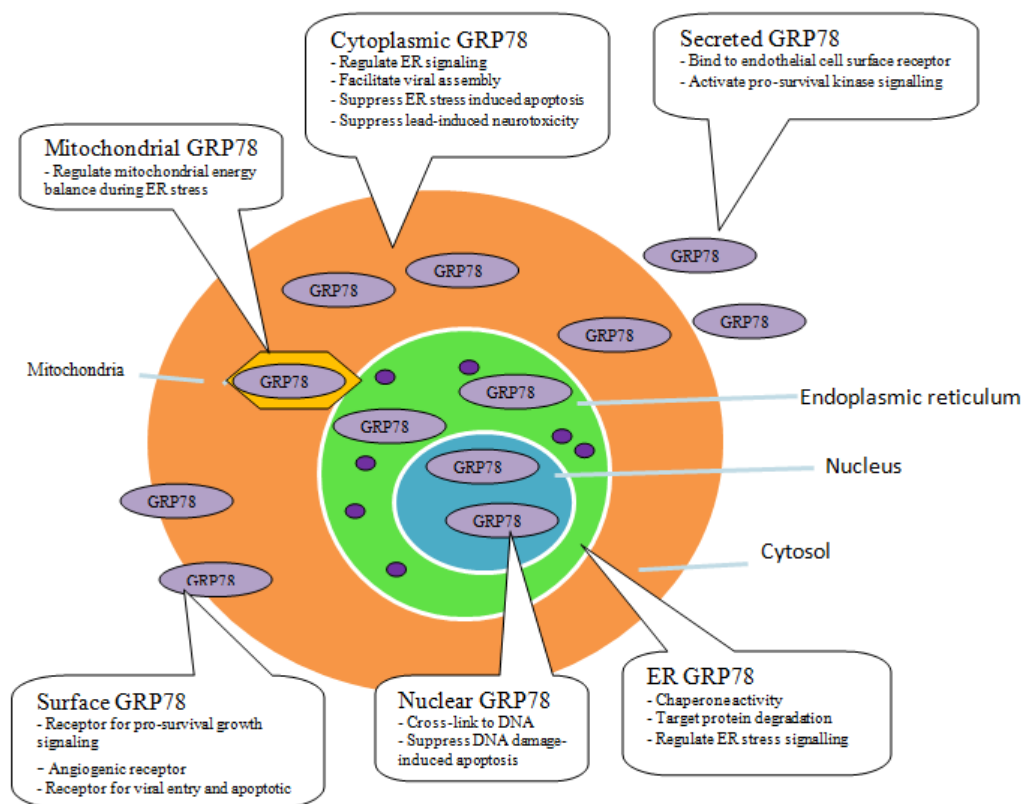 Cytoplasmic GRP78
- Regulate ER signaling
- Facilitate viral assembly
- Suppress ER stress induced apoptosis
- Suppress lead-induced neurotoxicity
Secreted GRP78
- Bind to endothelial cell surface receptor
- Activate pro-survival kinase signalling
Mitochondrial GRP78
- Regulate mitochondrial energy
balance during ER stress
GRP78
GRP78
GRP78
GRP78
GRP78
Mitochondria
GRP78
GRP78
GRP78
Endoplasmic reticulum
GRP78
Nucleus
GRP78
GRP78
Cytosol
GRP78
Surface GRP78
- Receptor for pro-survival growth
signaling
- Angiogenic receptor
- Receptor for viral entry and apoptotic
Nuclear GRP78
- Cross-link to DNA
- Suppress DNA damage-
induced apoptosis
ER GRP78
- Chaperone activity
- Target protein degradation
- Regulate ER stress signalling